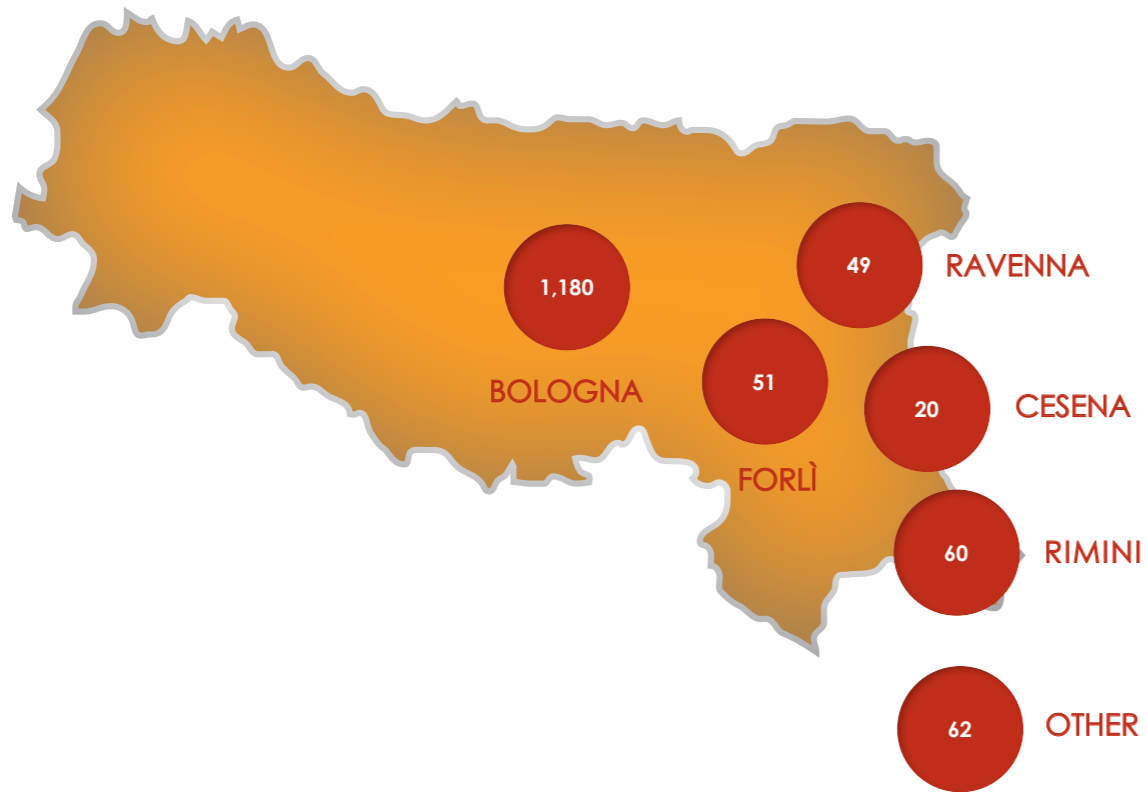 49
RAVENNA
1,180
BOLOGNA
51
FORLÌ
20
CESENA
60
RIMINI
62
OTHER